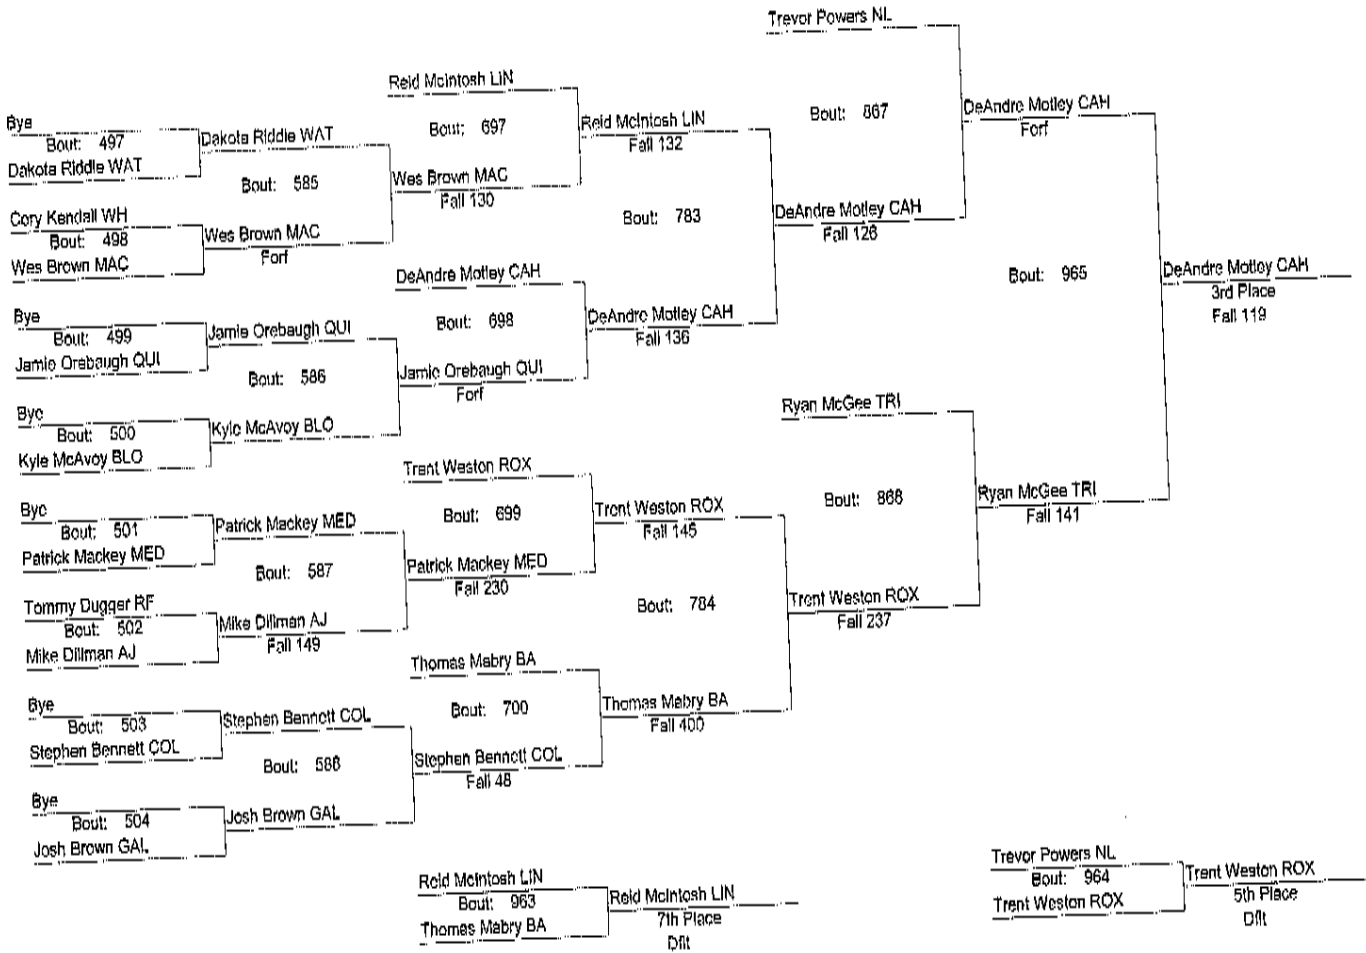 Trevor Powers NL
Reid McIntosh LIN
Bout: 867
DeAndre Motley CAH
Forf
Bye
Bout: 497
Dakota Riddle WAT
Dakota Riddle WAT
Bout: 697
Reid McIntosh LIN
Fall 132
Bout: 585
Wes Brown MAC
Fall 130
Cory Kendall WH
Bout: 498
Wes Brown MAC
Wes Brown MAC
Forf
Bout: 783
DeAndre Motley CAH
Fall 126
DeAndre Motley CAH
Bout: 965
DeAndre Motley CAH
3rd Place
Fall 119
Bye
Bout: 499
Jamie Orebaugh QUI
Jamie Orebaugh QUI
Bout: 698
DeAndre Motley CAH
Fall 136
Bout: 586
Jamie Orebaugh QUI
Forf
Bye
Bout: 500
Kyle McAvoy BLO
Kyle McAvoy BLO
Ryan McGee TRI
Trent Weston ROX
Bout: 868
Ryan McGee TRI
Fall 141
Bye
Bout: 501
Patrick Mackey MED
Patrick Mackey MED
Bout: 699
Trent Weston ROX
Fall 145
Bout: 587
Patrick Mackey MED
Fall 230
Tommy Dugger RF
Bout: 502
Mike Dillman AJ
Mike Dillman AJ
Fall 149
Bout: 784
Trent Weston ROX
Fall 237
Thomas Mabry BA
Bye
Bout: 503
Stephen Bennett COL
Stephen Bennett COL
Bout: 700
Thomas Mabry BA
Fall 400
Bout: 588
Stephen Bennett COL
Fall 48
Bye
Bout: 504
Josh Brown GAL
Josh Brown GAL
Reid McIntosh LIN
Bout: 963
Thomas Mabry BA
Reid McIntosh LIN
7th Place
Dflt
Trevor Powers NL
Bout: 964
Trent Weston ROX
Trent Weston ROX
5th Place
Dflt